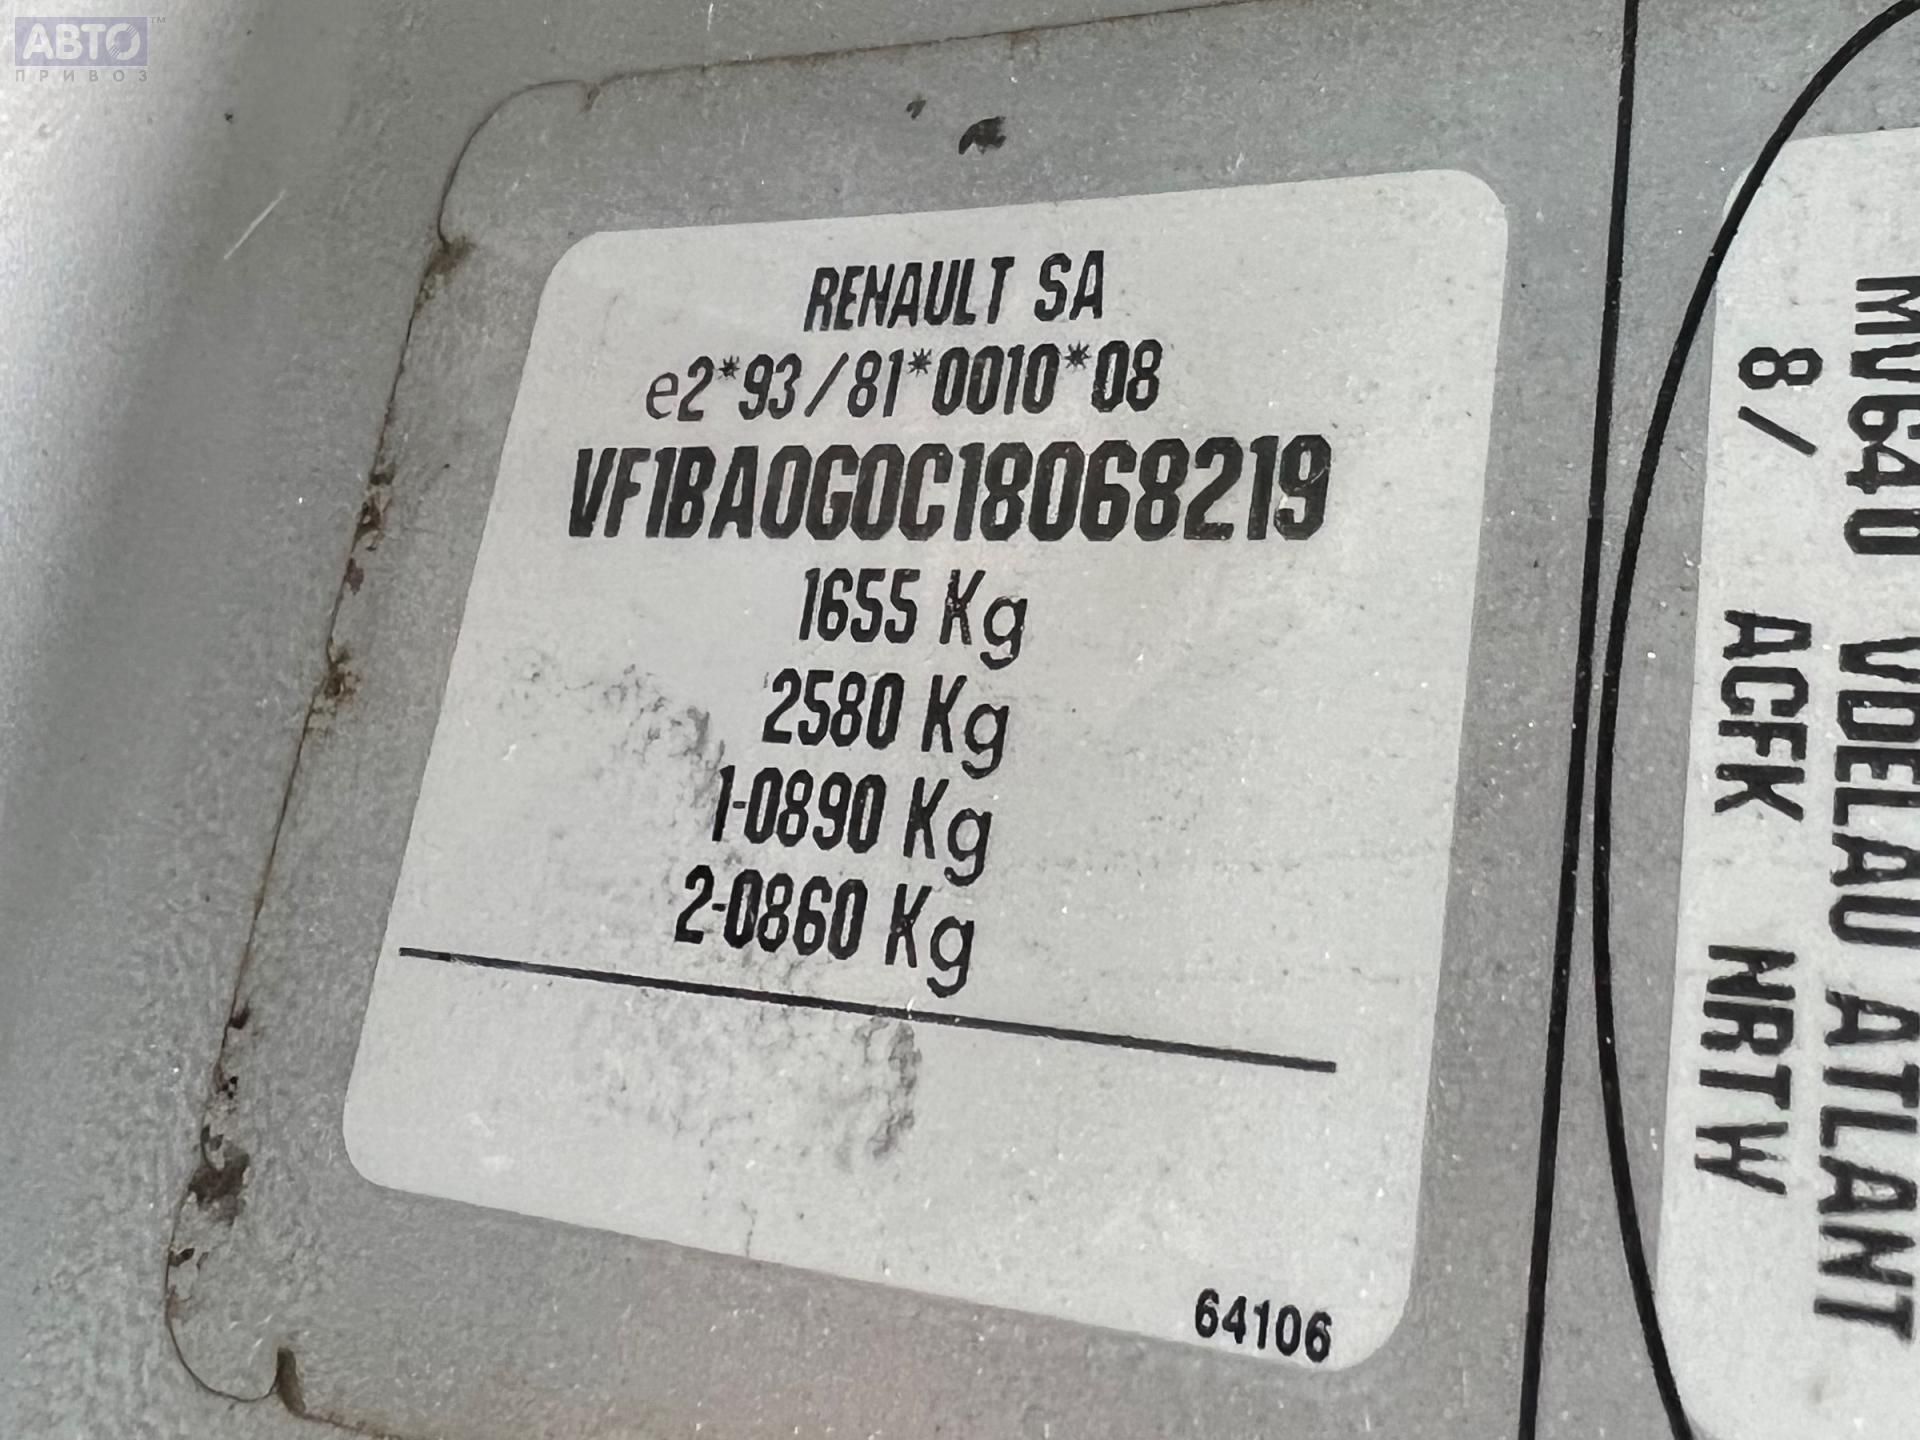 АВТО™
ПРИВОЗ
RENAULT SA
e2*93/81*0010*08
VF1BA0G0C18068219
1655 Kg
2580 Kg
1-0890 Kg
2-0860 Kg
64106
MV640 VDELAU ATLANT
8/ ACFK NRTW